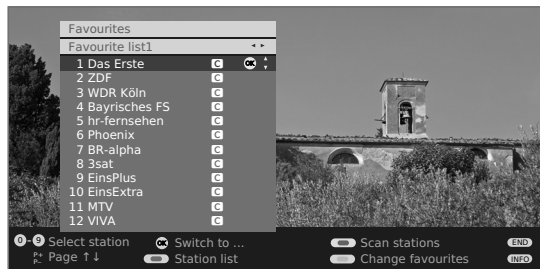 Favourites
Favourite list1
1 Das Erste C OK
2 ZDF C
3 WDR Köln C
4 Bayrisches FS C
5 hr-fernsehen C
6 Phoenix C
7 BR-alpha C
8 3sat C
9 EinsPlus C
10 EinsExtra C
11 MTV C
12 VIVA C
0-9 Select station OK Switch to ... Scan stations END
P+ P– Page ↑↓ Station list Change favourites INFO